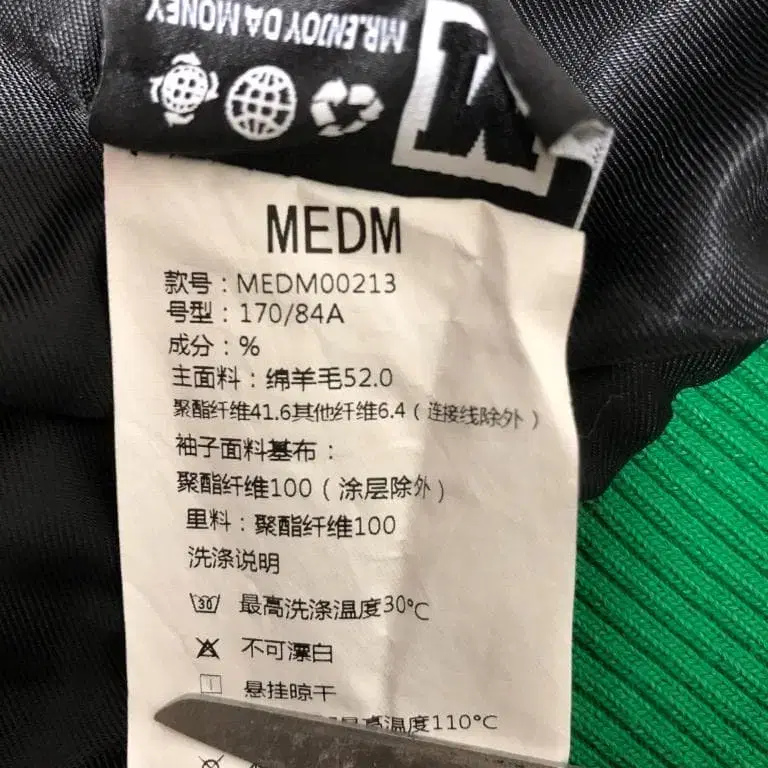 MR.ENJOY DA MONEY
M
MEDM
款号：MEDM00213
号型：170/84A
成分：%
主面料：绵羊毛52.0
聚酯纤维41.6其他纤维6.4（连接线除外）
袖子面料基布：
聚酯纤维100（涂层除外）
里料：聚酯纤维100
洗涤说明
30 最高洗涤温度30℃
不可漂白
悬挂晾干
最高温度110℃